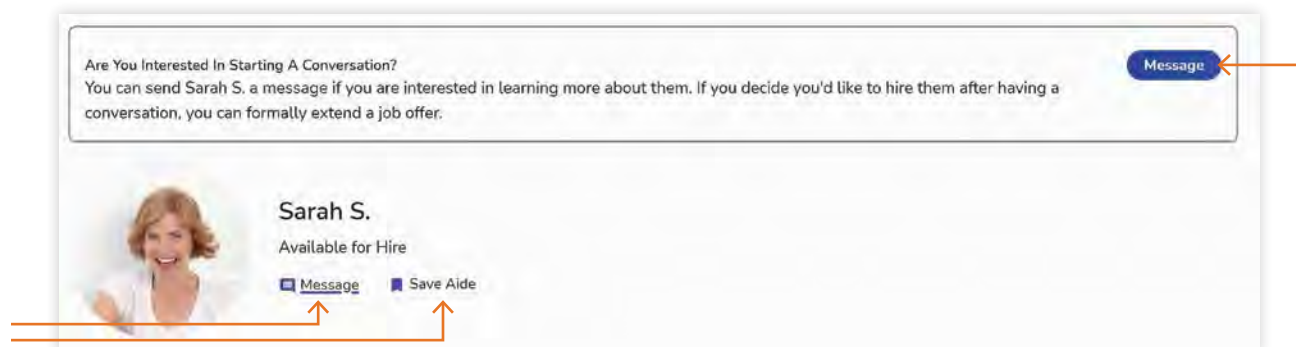 Are You Interested In Starting A Conversation?
Message
You can send Sarah S. a message if you are interested in learning more about them. If you decide you'd like to hire them after having a
conversation, you can formally extend a job offer.
Sarah S.
Available for Hire
Message Save Aide